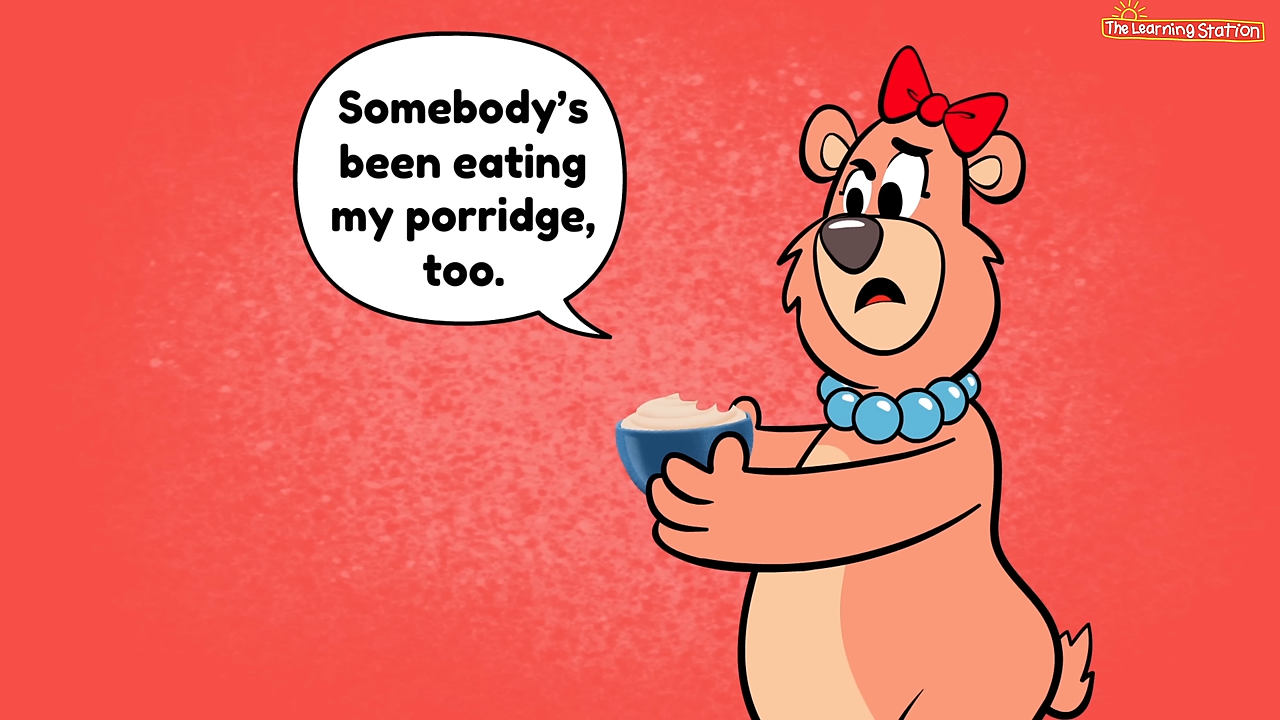 The Learning Station
Somebody’s
been eating
my porridge,
too.